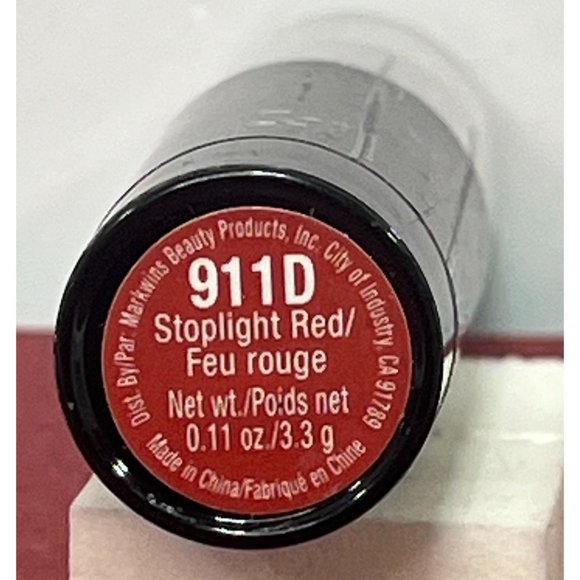 Dist. By/Par - Markwins Beauty Products, Inc. City of Industry, CA 91789
911D
Stoplight Red/
Feu rouge
Net wt./Poids net
0.11 oz./3.3 g
Made in China/Fabriqué en Chine